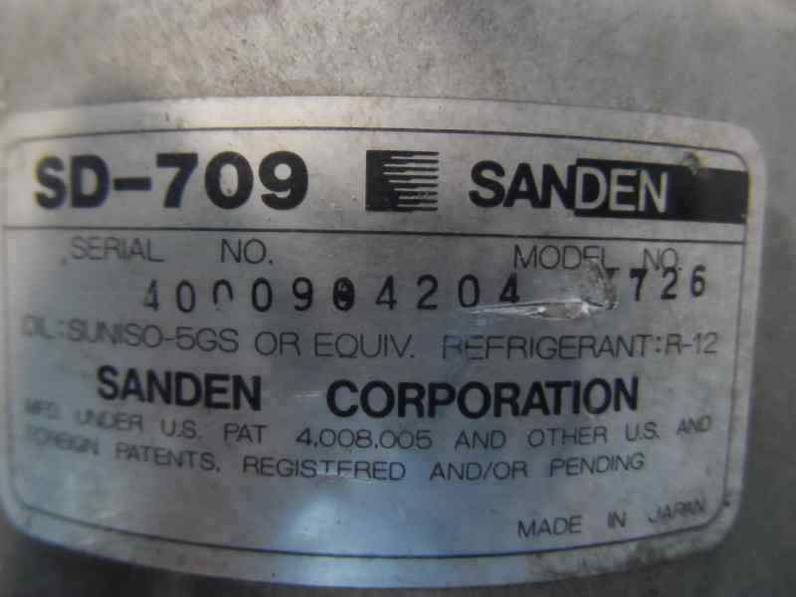 SD-709 SANDEN
SERIAL NO. MODEL NO.
726
OIL:SUNISO-5GS OR EQUIV. REFRIGERANT:R-12
SANDEN CORPORATION
MFD. UNDER U.S. PAT 4.008.005 AND OTHER U.S. AND
FOREIGN PATENTS, REGISTERED AND/OR PENDING
MADE IN JAPAN